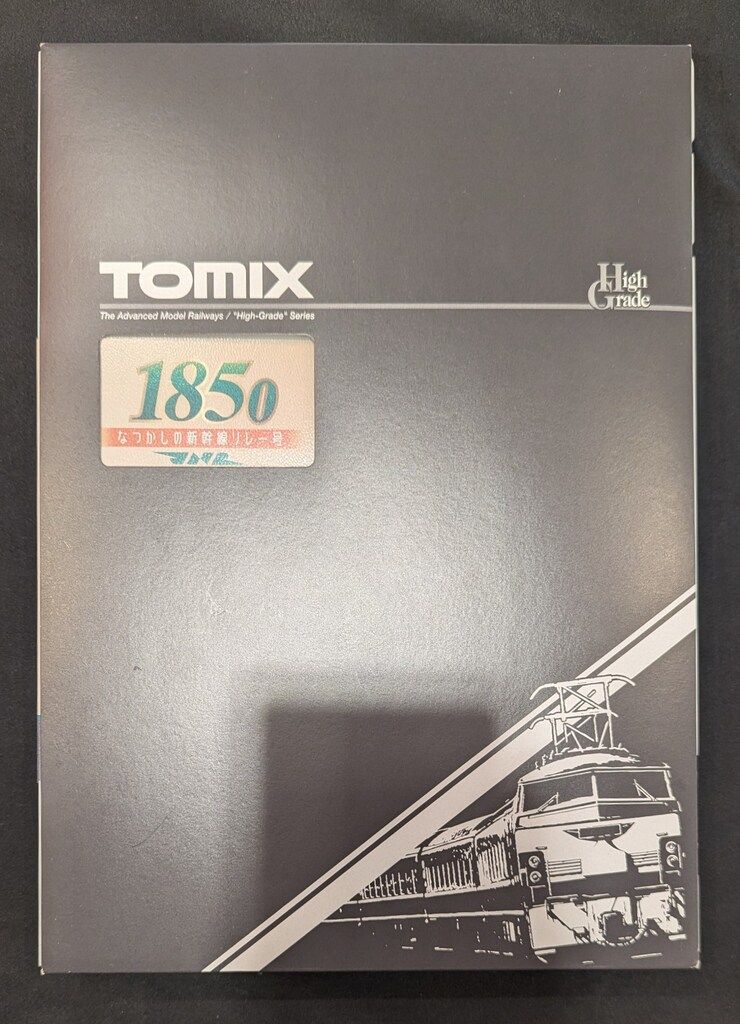 TOMIX
High
Grade
The Advanced Model Railways / "High-Grade" Series
1850
なつかしの新幹線リレー号